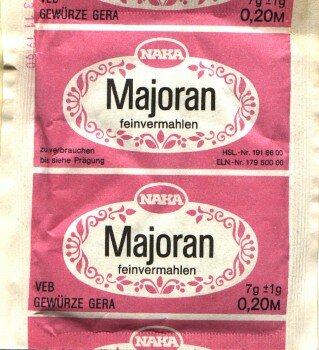 VEB
GEWÜRZE GERA
7g ±1g
0,20M
NAKA
Majoran
feinvermahlen
zu verbrauchen
bis siehe Prägung
HSL.-Nr. 191 86 00
ELN.-Nr. 179 500 00
NAKA
Majoran
feinvermahlen
VEB
GEWÜRZE GERA
7g ±1g
0,20M
NAKA